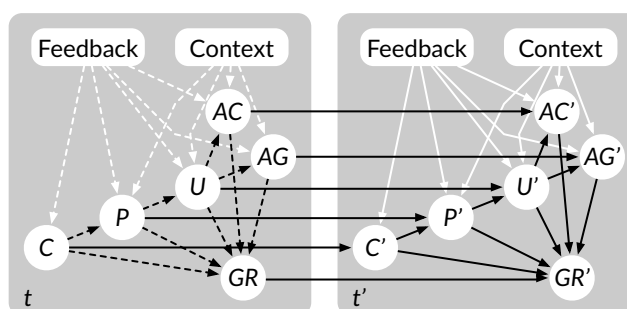 Feedback Context Feedback Context
AC AC’
AG AG’
U U’
P P’
C C’
GR GR’
t t’